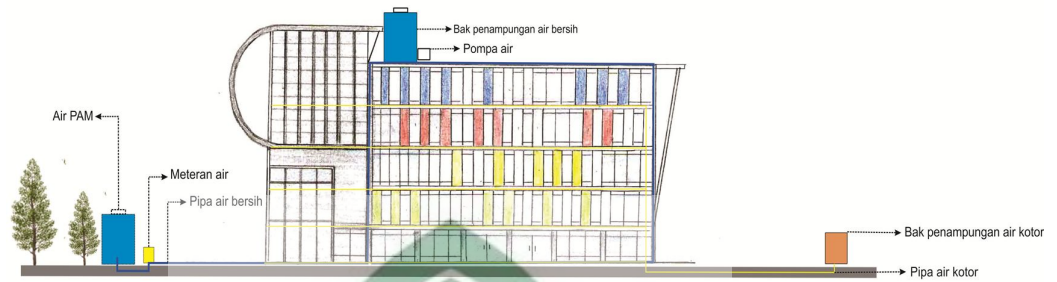 Bak penampungan air bersih
Pompa air
Air PAM
Meteran air
Pipa air bersih
Bak penampungan air kotor
Pipa air kotor